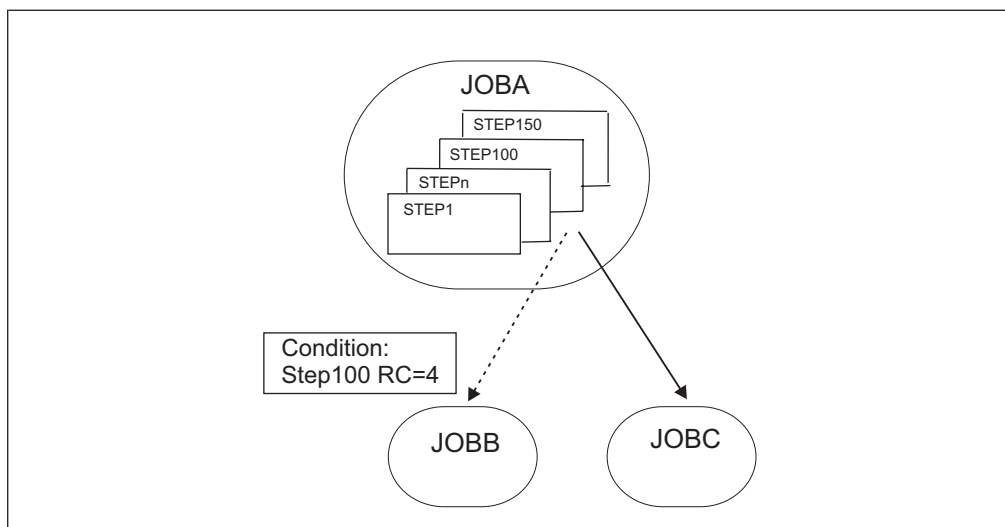 JOBA
STEP150
STEP100
STEPn
STEP1
Condition:
Step100 RC=4
JOBB
JOBC